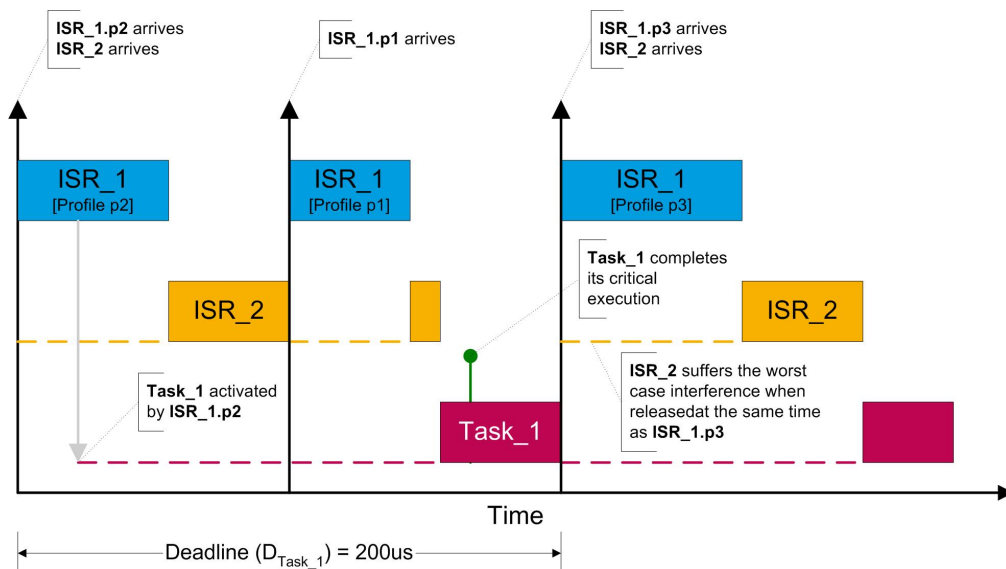 ISR_1.p2 arrives
ISR_2 arrives
ISR_1.p1 arrives
ISR_1.p3 arrives
ISR_2 arrives
ISR_1
[Profile p2]
ISR_1
[Profile p1]
ISR_1
[Profile p3]
Task_1 completes
its critical
execution
ISR_2
ISR_2
Task_1 activated
by ISR_1.p2
ISR_2 suffers the worst
case interference when
releasedat the same time
as ISR_1.p3
Task_1
Time
Deadline (D_Task_1) = 200us